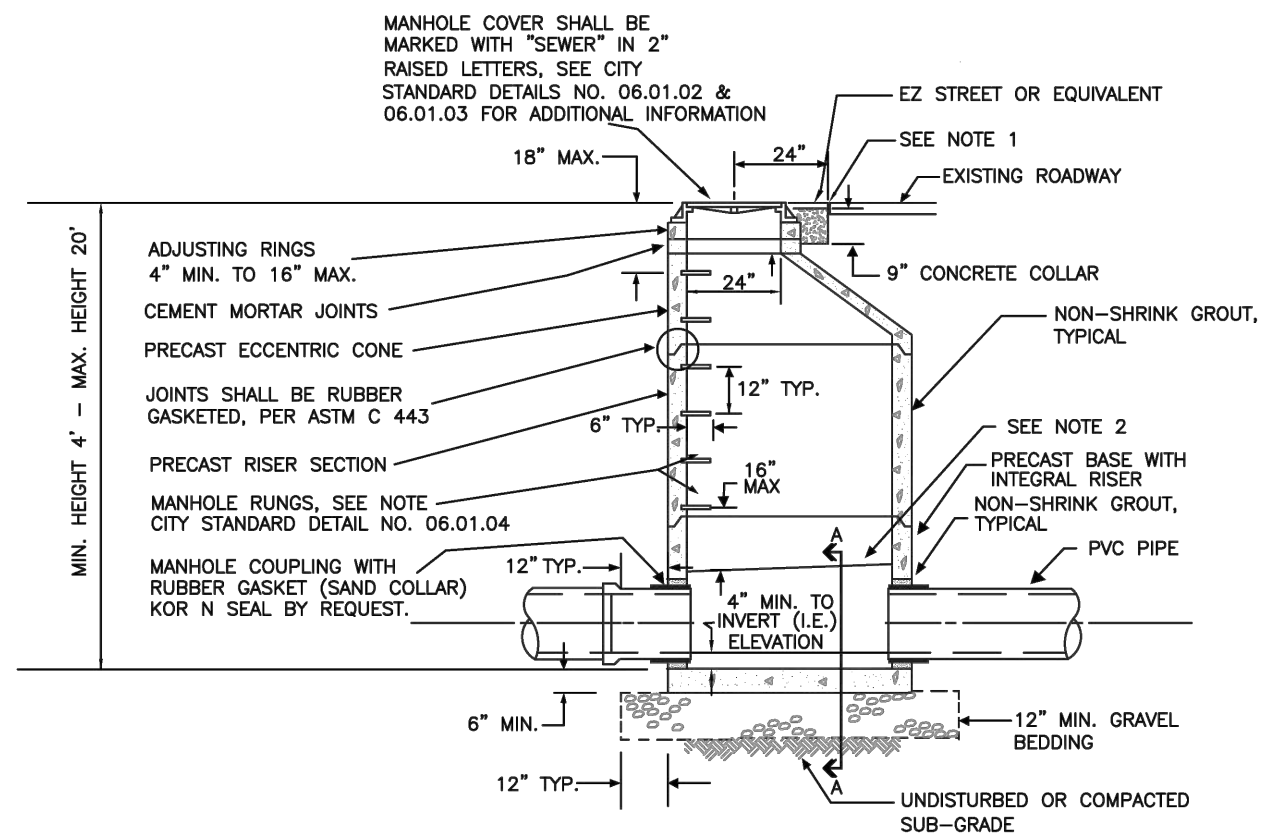 MANHOLE COVER SHALL BE
MARKED WITH "SEWER" IN 2"
RAISED LETTERS, SEE CITY
STANDARD DETAILS NO. 06.01.02 &
06.01.03 FOR ADDITIONAL INFORMATION
EZ STREET OR EQUIVALENT
SEE NOTE 1
18" MAX.
24"
EXISTING ROADWAY
MIN. HEIGHT 4' - MAX. HEIGHT 20'
ADJUSTING RINGS
4" MIN. TO 16" MAX.
9" CONCRETE COLLAR
24"
CEMENT MORTAR JOINTS
NON-SHRINK GROUT,
TYPICAL
PRECAST ECCENTRIC CONE
JOINTS SHALL BE RUBBER
GASKETED, PER ASTM C 443
12" TYP.
6" TYP.
SEE NOTE 2
PRECAST RISER SECTION
16"
MAX
PRECAST BASE WITH
INTEGRAL RISER
MANHOLE RUNGS, SEE NOTE
CITY STANDARD DETAIL NO. 06.01.04
NON-SHRINK GROUT,
TYPICAL
A
PVC PIPE
MANHOLE COUPLING WITH
RUBBER GASKET (SAND COLLAR)
KOR N SEAL BY REQUEST.
12" TYP.
4" MIN. TO
INVERT (I.E.)
ELEVATION
6" MIN.
12" MIN. GRAVEL
BEDDING
12" TYP.
A
UNDISTURBED OR COMPACTED
SUB-GRADE